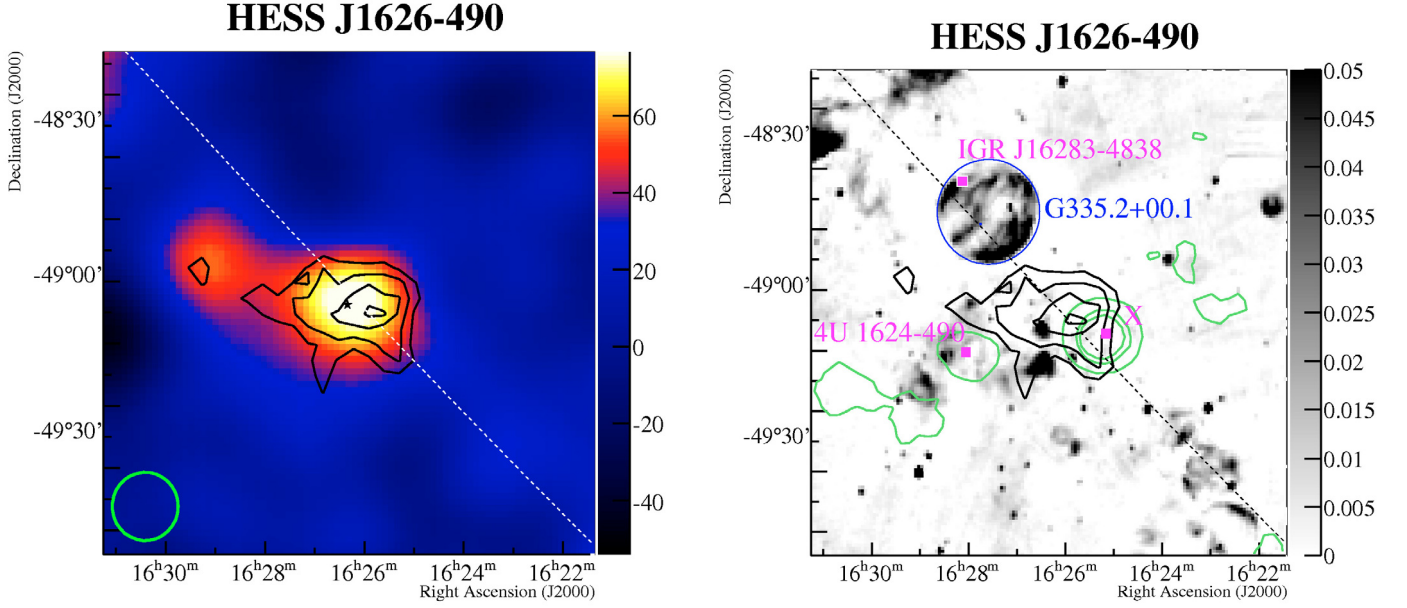 HESS J1626-490
Declination (J2000)
-48°30'
-49°00'
-49°30'
60
40
20
0
-20
-40
16h30m
16h28m
16h26m
16h24m
16h22m
Right Ascension (J2000)
HESS J1626-490
Declination (J2000)
-48°30'
-49°00'
-49°30'
IGR J16283-4838
G335.2+00.1
4U 1624-490
X
0.05
0.045
0.04
0.035
0.03
0.025
0.02
0.015
0.01
0.005
0
16h30m
16h28m
16h26m
16h24m
16h22m
Right Ascension (J2000)